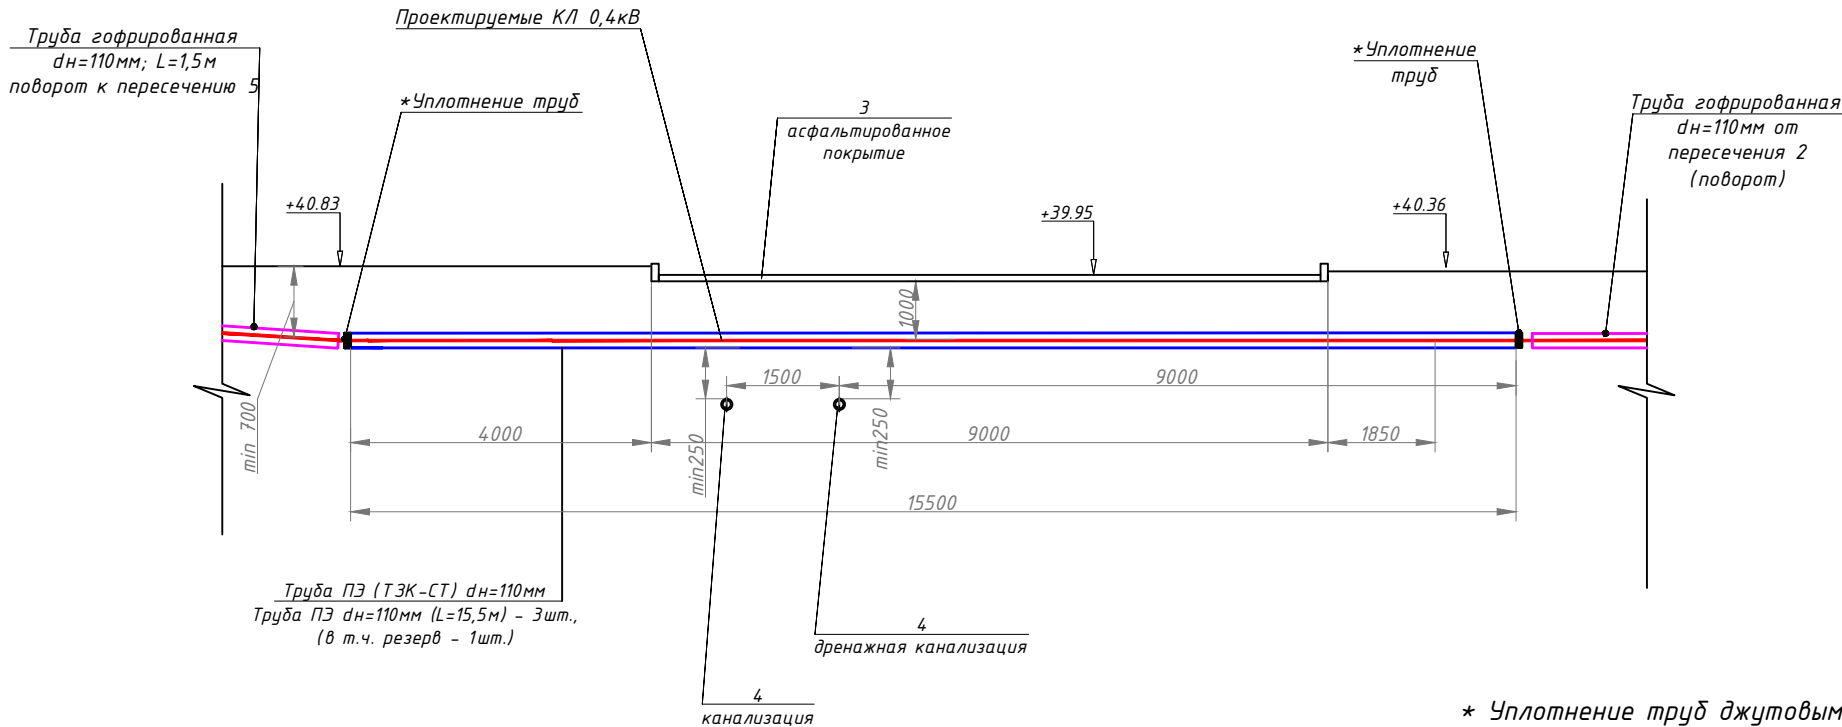 Проектируемые КЛ 0,4кВ
Труба гофрированная
dн=110мм; L=1,5м
поворот к пересечению 5
*Уплотнение труб
3
асфальтированное
покрытие
*Уплотнение
труб
Труба гофрированная
dн=110мм от
пересечения 2
(поворот)
+40.83
+39.95
+40.36
1000
min 700
1500
9000
min250
min250
4000
9000
1850
15500
Труба ПЭ (ТЗК-СТ) dн=110мм
Труба ПЭ dн=110мм (L=15,5м) - 3шт.,
(в т.ч. резерв - 1шт.)
4
дренажная канализация
4
канализация
* Уплотнение труб джутовым